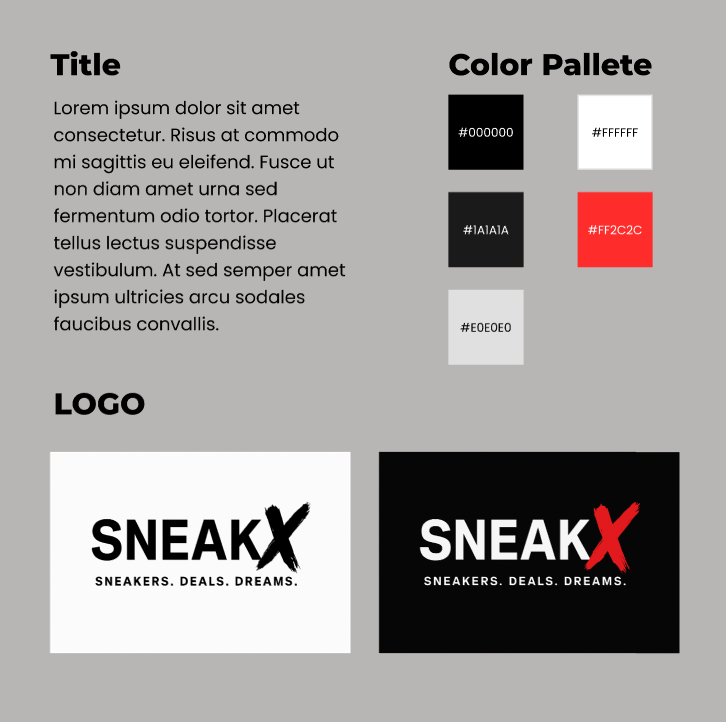 Title
Lorem ipsum dolor sit amet
consectetur. Risus at commodo
mi sagittis eu eleifend. Fusce ut
non diam amet urna sed
fermentum odio tortor. Placerat
tellus lectus suspendisse
vestibulum. At sed semper amet
ipsum ultricies arcu sodales
faucibus convallis.
Color Pallete
#000000
#FFFFFF
#1A1A1A
#FF2C2C
#E0E0E0
LOGO
SNEAKX
SNEAKERS. DEALS. DREAMS.
SNEAKX
SNEAKERS. DEALS. DREAMS.